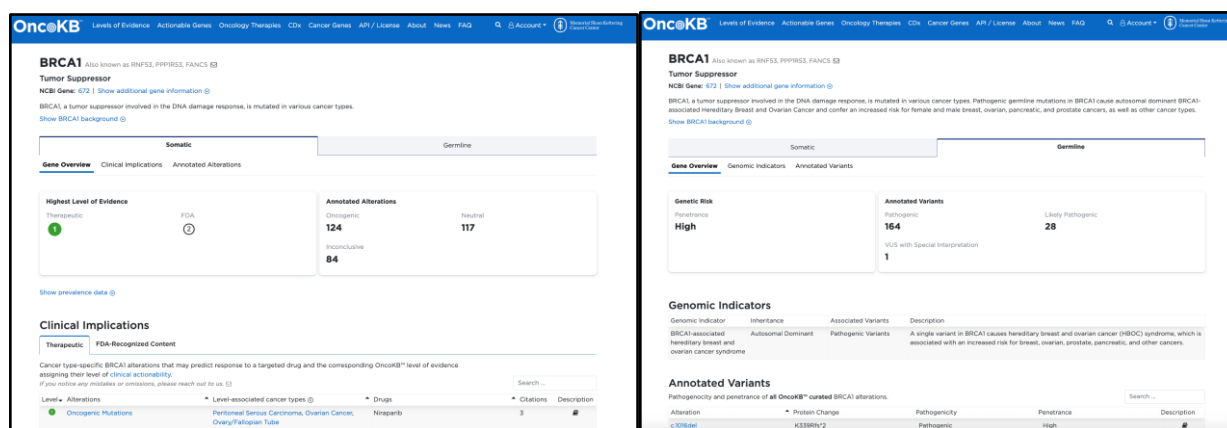 OncoKB™ Levels of Evidence Actionable Genes Oncology Therapies CDx Cancer Genes API / License About News FAQ Account Memorial Sloan Kettering Cancer Center
BRCA1 Also known as RNF53, PPP1R53, FANCS
Tumor Suppressor
NCBI Gene: 672 | Show additional gene information
BRCA1, a tumor suppressor involved in the DNA damage response, is mutated in various cancer types.
Show BRCA1 background
Somatic Germline
Gene Overview Clinical Implications Annotated Alterations
Highest Level of Evidence
Therapeutic FDA
1 2
Annotated Alterations
Oncogenic Neutral
124 117
Inconclusive
84
Show prevalence data
Clinical Implications
Therapeutic FDA-Recognized Content
Cancer type-specific BRCA1 alterations that may predict response to a targeted drug and the corresponding OncoKB™ level of evidence
assigning their level of clinical actionability.
If you notice any mistakes or omissions, please reach out to us.
Search ...
Level Alterations Level-associated cancer types Drugs Citations Description
1 Oncogenic Mutations Peritoneal Serous Carcinoma, Ovarian Cancer, Niraparib 3
Ovary/Fallopian Tube
OncoKB™ Levels of Evidence Actionable Genes Oncology Therapies CDx Cancer Genes API / License About News FAQ Account Memorial Sloan Kettering Cancer Center
BRCA1 Also known as RNF53, PPP1R53, FANCS
Tumor Suppressor
NCBI Gene: 672 | Show additional gene information
BRCA1, a tumor suppressor involved in the DNA damage response, is mutated in various cancer types. Pathogenic germline mutations in BRCA1 cause autosomal dominant BRCA1-
associated Hereditary Breast and Ovarian Cancer and confer an increased risk for female and male breast, ovarian, pancreatic, and prostate cancers, as well as other cancer types.
Show BRCA1 background
Somatic Germline
Gene Overview Genomic Indicators Annotated Variants
Genetic Risk
Penetrance
High
Annotated Variants
Pathogenic Likely Pathogenic
164 28
VUS with Special Interpretation
1
Genomic Indicators
Genomic Indicator Inheritance Associated Variants Description
BRCA1-associated Autosomal Dominant Pathogenic Variants A single variant in BRCA1 causes hereditary breast and ovarian cancer (HBOC) syndrome, which is
hereditary breast and associated with an increased risk for breast, ovarian, prostate, pancreatic, and other cancers.
ovarian cancer syndrome
Annotated Variants
Pathogenicity and penetrance of all OncoKB™ curated BRCA1 alterations.
Search ...
Alteration Protein Change Pathogenicity Penetrance Description
c.1016del K339Rfs*2 Pathogenic High